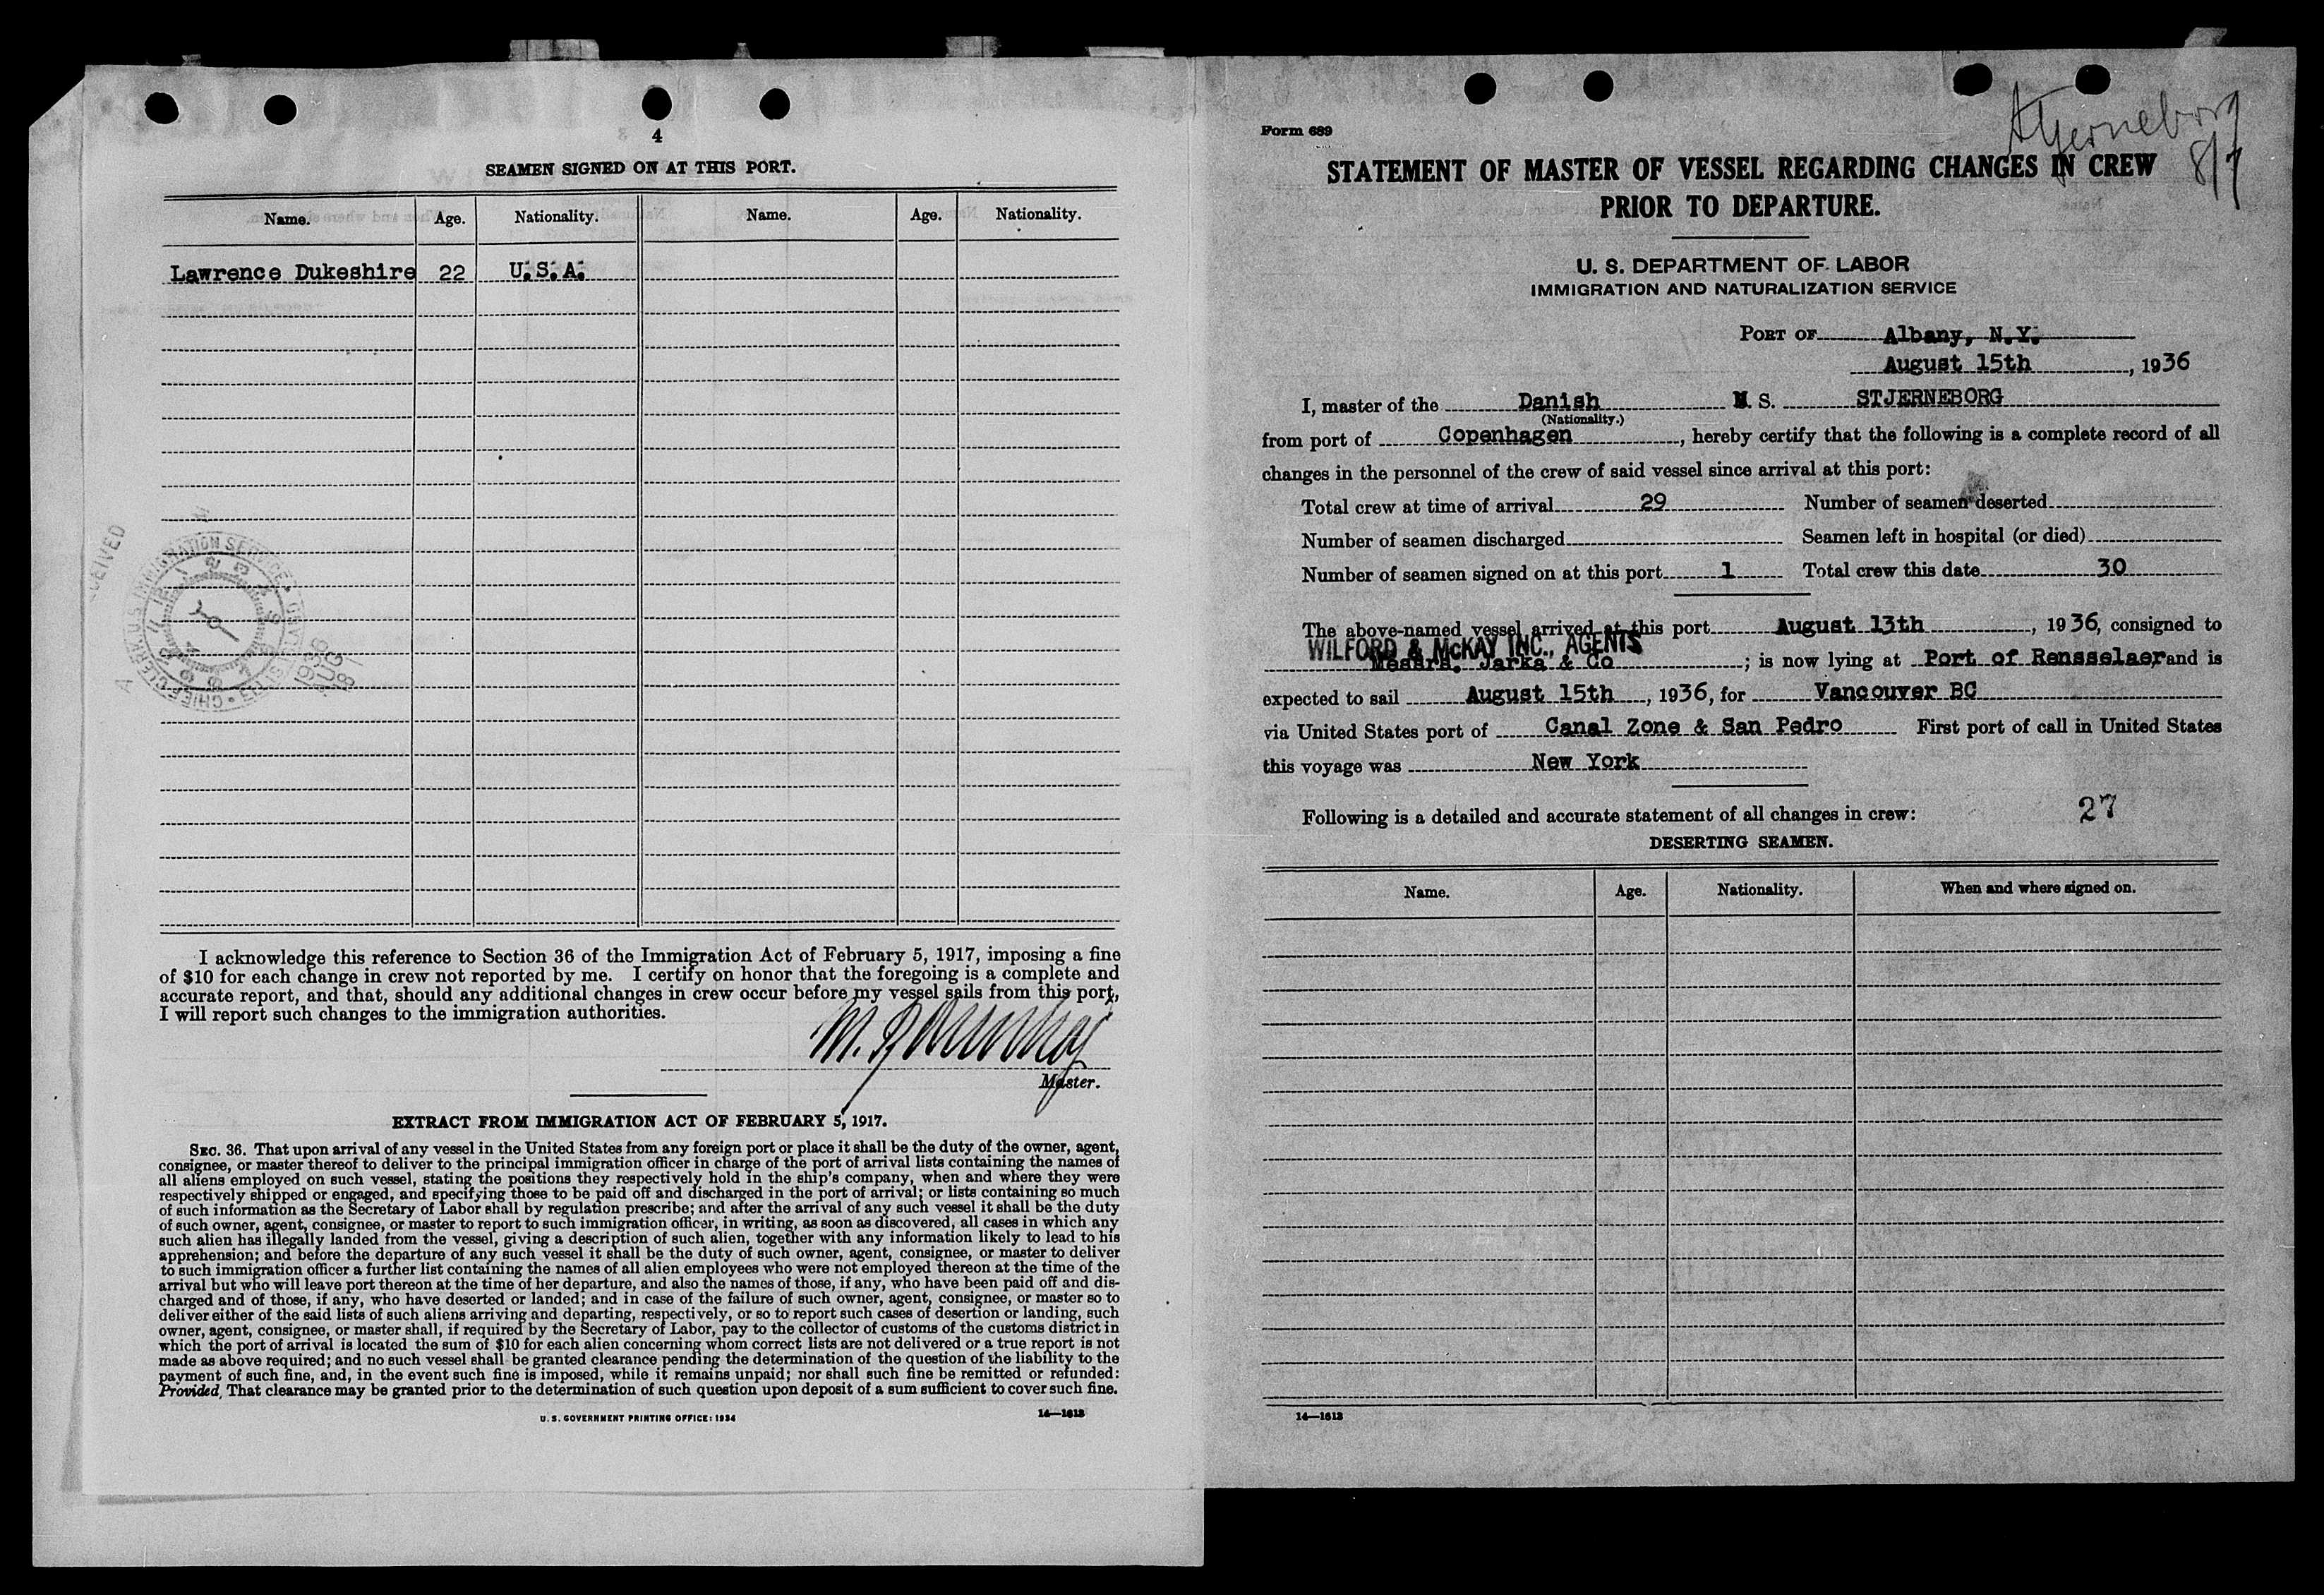 4
SEAMEN SIGNED ON AT THIS PORT.
Name. Age. Nationality. Name. Age. Nationality.
Lawrence Dukeshire 22 U.S.A.
I acknowledge this reference to Section 36 of the Immigration Act of February 5, 1917, imposing a fine
of $10 for each change in crew not reported by me. I certify on honor that the foregoing is a complete and
accurate report, and that, should any additional changes in crew occur before my vessel sails from this port,
I will report such changes to the immigration authorities.
Master.
EXTRACT FROM IMMIGRATION ACT OF FEBRUARY 5, 1917.
SEC. 36. That upon arrival of any vessel in the United States from any foreign port or place it shall be the duty of the owner, agent,
consignee, or master thereof to deliver to the principal immigration officer in charge of the port of arrival lists containing the names of
all aliens employed on such vessel, stating the positions they respectively hold in the ship's company, when and where they were
respectively shipped or engaged, and specifying those to be paid off and discharged in the port of arrival; or lists containing so much
of such information as the Secretary of Labor shall by regulation prescribe; and after the arrival of any such vessel it shall be the duty
of such owner, agent, consignee, or master to report to such immigration officer, in writing, as soon as discovered, all cases in which any
such alien has illegally landed from the vessel, giving a description of such alien, together with any information likely to lead to his
apprehension; and before the departure of any such vessel it shall be the duty of such owner, agent, consignee, or master to deliver
to such immigration officer a further list containing the names of all alien employees who were not employed thereon at the time of the
arrival but who will leave port thereon at the time of her departure, and also the names of those, if any, who have been paid off and dis-
charged and of those, if any, who have deserted or landed; and in case of the failure of such owner, agent, consignee, or master so to
deliver either of the said lists of such aliens arriving and departing, respectively, or so to report such cases of desertion or landing, such
owner, agent, consignee, or master shall, if required by the Secretary of Labor, pay to the collector of customs of the customs district in
which the port of arrival is located the sum of $10 for each alien concerning whom correct lists are not delivered or a true report is not
made as above required; and no such vessel shall be granted clearance pending the determination of the question of the liability to the
payment of such fine, and, in the event such fine is imposed, while it remains unpaid; nor shall such fine be remitted or refunded:
Provided, That clearance may be granted prior to the determination of such question upon deposit of a sum sufficient to cover such fine.
U. S. GOVERNMENT PRINTING OFFICE: 1934 14—1613
Stjerneborg
8/7
Form 689
STATEMENT OF MASTER OF VESSEL REGARDING CHANGES IN CREW
PRIOR TO DEPARTURE.
U. S. DEPARTMENT OF LABOR
IMMIGRATION AND NATURALIZATION SERVICE
PORT OF Albany, N.Y.
August 15th, 1936
I, master of the Danish M. S. STJERNEBORG
(Nationality.)
from port of Copenhagen, hereby certify that the following is a complete record of all
changes in the personnel of the crew of said vessel since arrival at this port:
Total crew at time of arrival 29 Number of seamen deserted
Number of seamen discharged Seamen left in hospital (or died)
Number of seamen signed on at this port 1 Total crew this date 30
The above-named vessel arrived at this port August 13th, 1936, consigned to
WILFORD & McKAY INC., AGENTS
Messrs. Jarka & Co; is now lying at Port of Rensselaer and is
expected to sail August 15th, 1936, for Vancouver BC
via United States port of Canal Zone & San Pedro First port of call in United States
this voyage was New York
Following is a detailed and accurate statement of all changes in crew: 27
DESERTING SEAMEN.
Name. Age. Nationality. When and where signed on.
14—1613